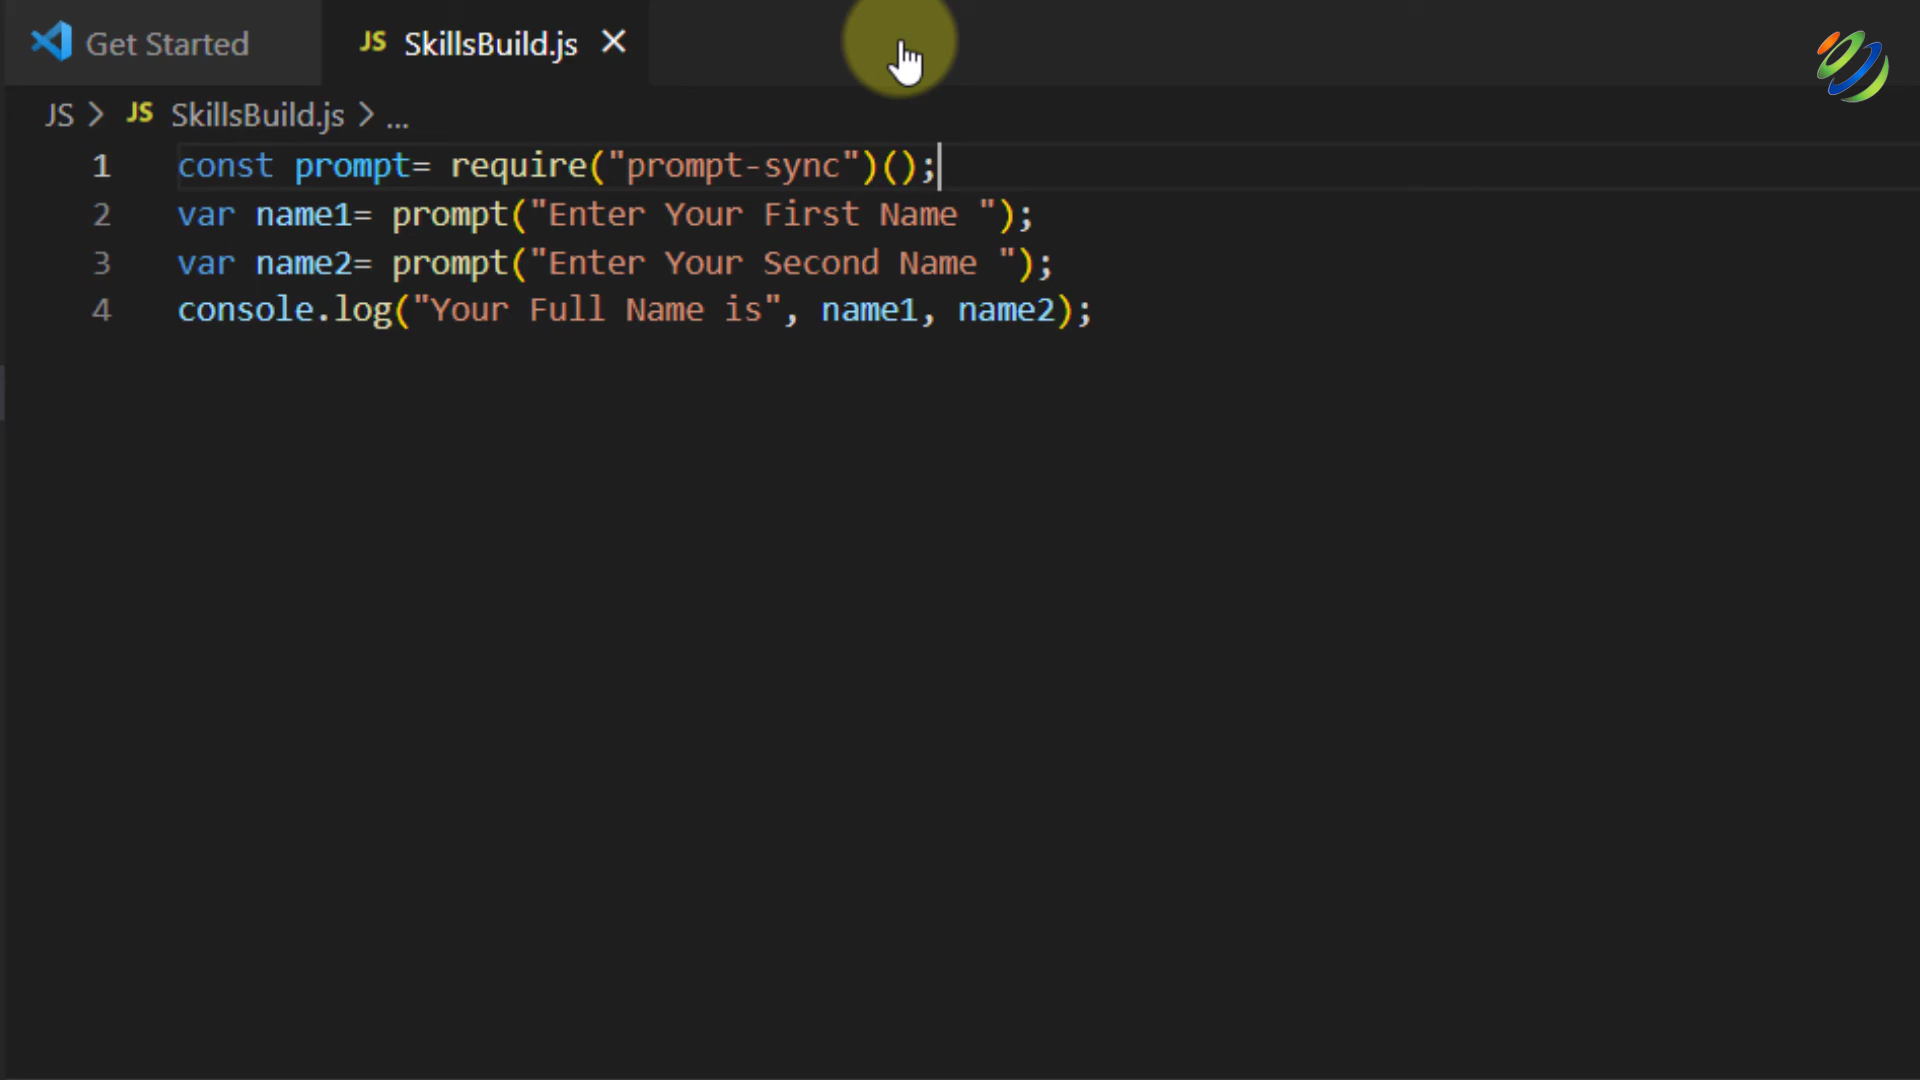 Get Started
JS SkillsBuild.js ×
JS > JS SkillsBuild.js > ...
1 const prompt= require("prompt-sync")();
2 var name1= prompt("Enter Your First Name ");
3 var name2= prompt("Enter Your Second Name ");
4 console.log("Your Full Name is", name1, name2);